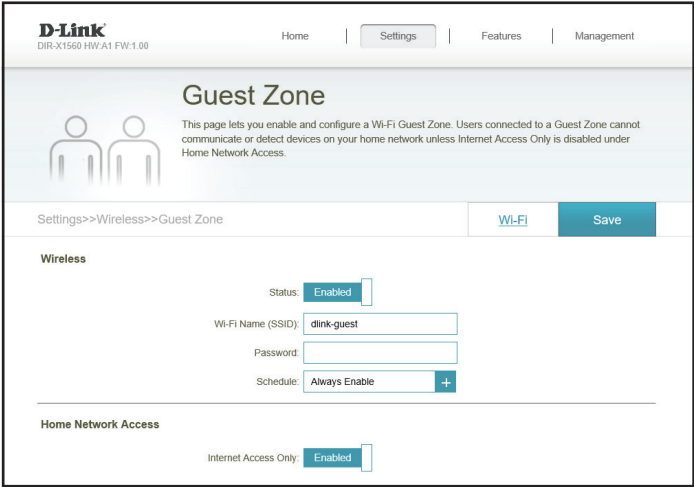 D-Link
DIR-X1560 HW:A1 FW:1.00
Home
Settings
Features
Management
Guest Zone
This page lets you enable and configure a Wi-Fi Guest Zone. Users connected to a Guest Zone cannot
communicate or detect devices on your home network unless Internet Access Only is disabled under
Home Network Access.
Settings>>Wireless>>Guest Zone
Wi-Fi
Save
Wireless
Status: Enabled
Wi-Fi Name (SSID): dlink-guest
Password:
Schedule: Always Enable +
Home Network Access
Internet Access Only: Enabled